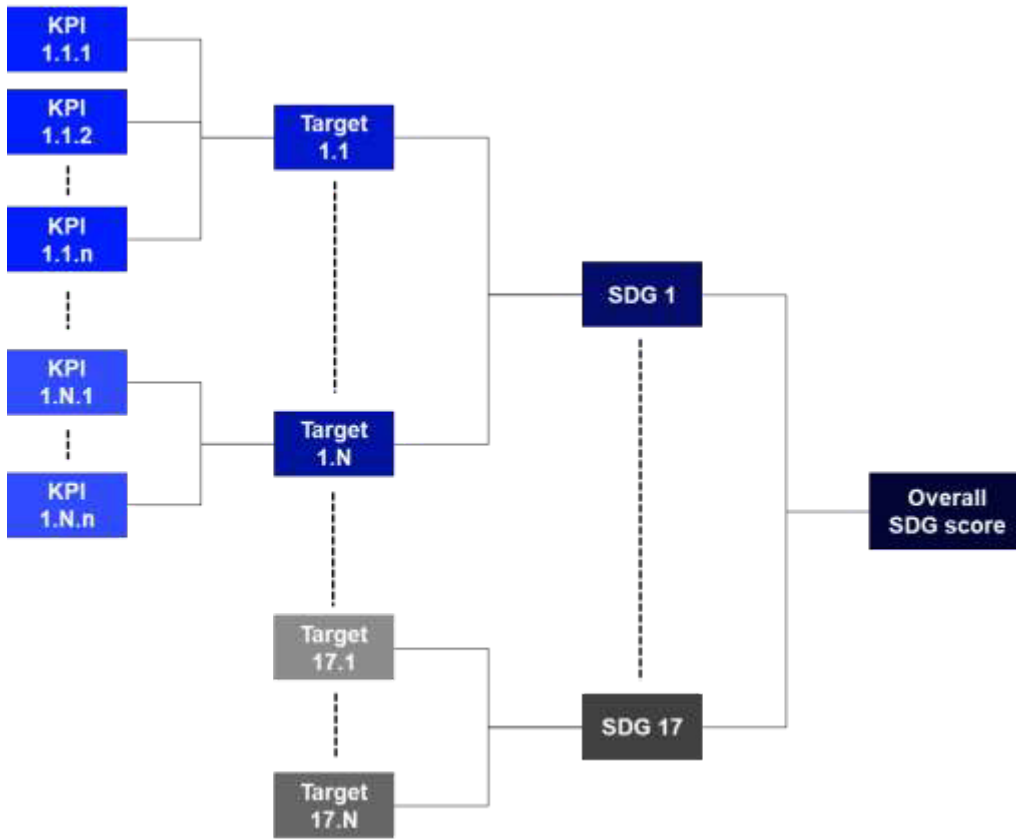 KPI
1.1.1
KPI
1.1.2
KPI
1.1.n
KPI
1.N.1
KPI
1.N.n
Target
1.1
Target
1.N
Target
17.1
Target
17.N
SDG 1
SDG 17
Overall
SDG score